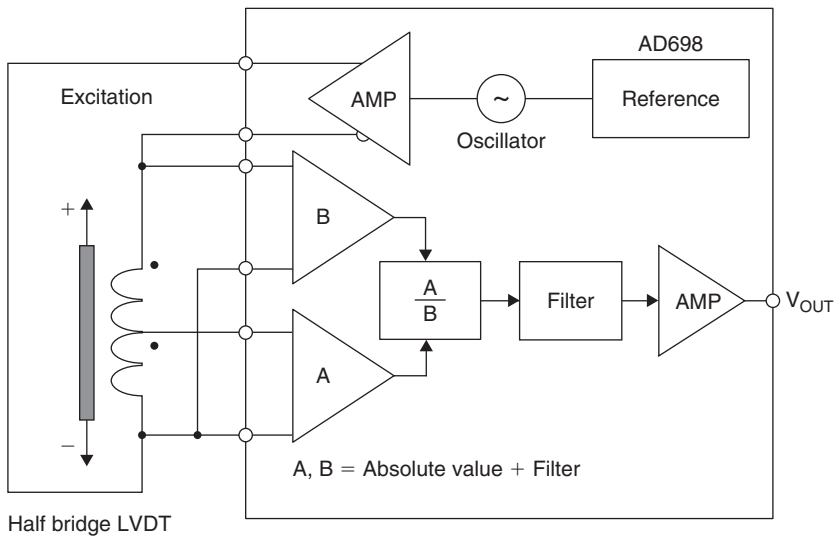 AD698
Excitation
AMP
~
Reference
Oscillator
+
B
A
B
Filter
AMP
VOUT
A
−
A, B = Absolute value + Filter
Half bridge LVDT